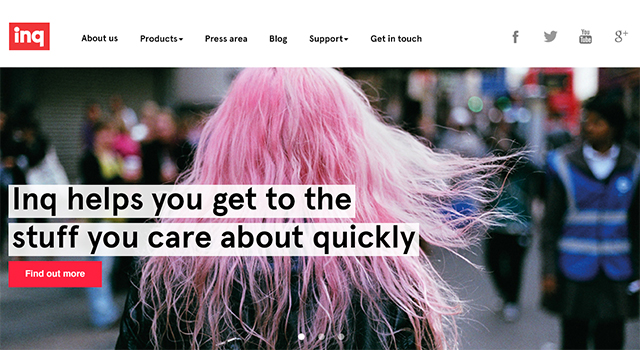 inq
About us
Products
Press area
Blog
Support
Get in touch
f
You
Tube
g+
Inq helps you get to the
stuff you care about quickly
Find out more